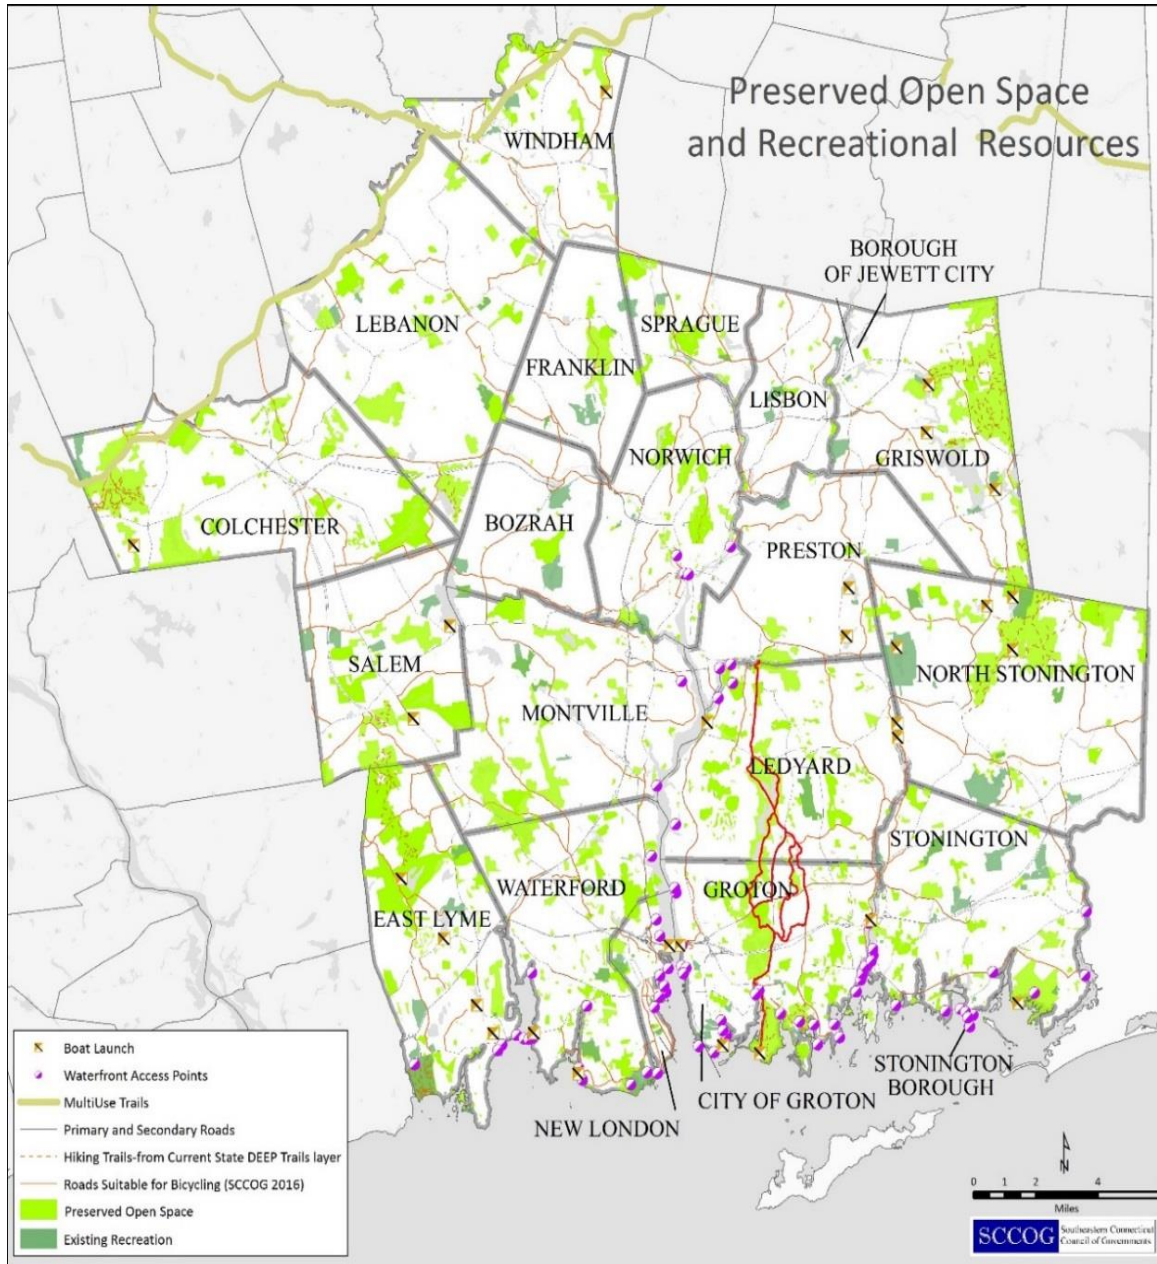 Preserved Open Space
and Recreational Resources
WINDHAM
BOROUGH
OF JEWETT CITY
LEBANON
SPRAGUE
FRANKLIN
LISBON
NORWICH
GRISWOLD
COLCHESTER
BOZRAH
PRESTON
SALEM
NORTH STONINGTON
MONTVILLE
LEDYARD
STONINGTON
WATERFORD
GROTON
EAST LYME
STONINGTON
BOROUGH
CITY OF GROTON
NEW LONDON
Boat Launch
Waterfront Access Points
MultiUse Trails
Primary and Secondary Roads
Hiking Trails-from Current State DEEP Trails layer
Roads Suitable for Bicycling (SCCOG 2016)
Preserved Open Space
Existing Recreation
N
0 1 2 4
Miles
SCCOG Southeastern Connecticut
Council of Governments